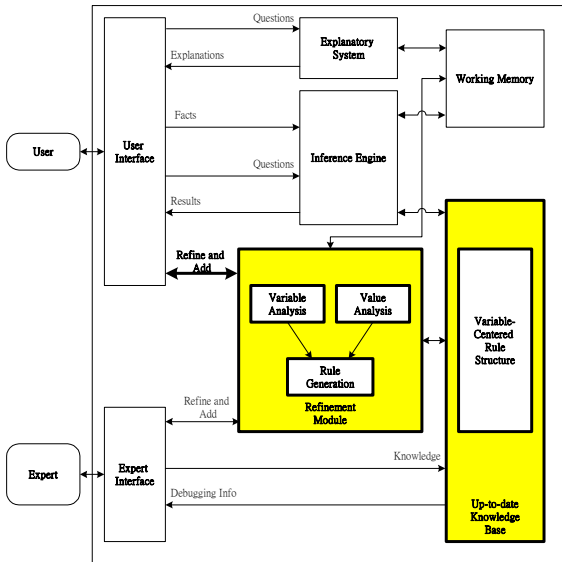 Questions
Explanatory
System
Explanations
Working Memory
Facts
User
User
Interface
Inference Engine
Questions
Results
Refine and
Add
Variable
Analysis
Value
Analysis
Variable-
Centered
Rule
Structure
Rule
Generation
Refinement
Module
Refine and
Add
Expert
Expert
Interface
Knowledge
Debugging Info
Up-to-date
Knowledge
Base